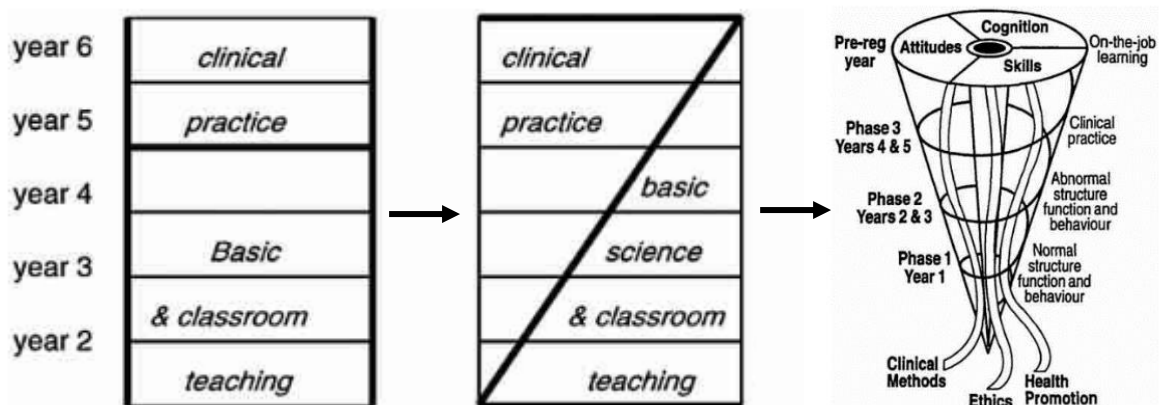 year 6
year 5
year 4
year 3
year 2
clinical
practice
Basic
& classroom
teaching
clinical
practice
basic
science
& classroom
teaching
Cognition
Attitudes
Skills
Pre-reg
year
On-the-job
learning
Phase 3
Years 4 & 5
Clinical
practice
Phase 2
Years 2 & 3
Abnormal
structure
function and
behaviour
Phase 1
Year 1
Normal
structure
function and
behaviour
Clinical
Methods
Ethics
Health
Promotion